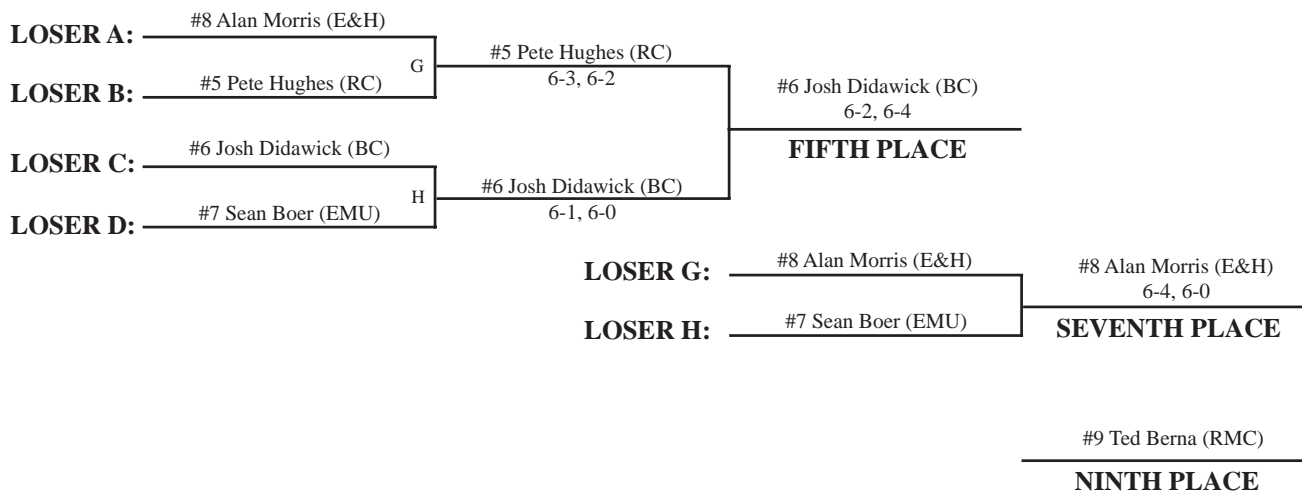 #8 Alan Morris (E&H)
LOSER A:
G
#5 Pete Hughes (RC)
6-3, 6-2
#5 Pete Hughes (RC)
LOSER B:
#6 Josh Didawick (BC)
6-2, 6-4
FIFTH PLACE
#6 Josh Didawick (BC)
LOSER C:
H
#6 Josh Didawick (BC)
6-1, 6-0
#7 Sean Boer (EMU)
LOSER D:
#8 Alan Morris (E&H)
LOSER G:
#8 Alan Morris (E&H)
6-4, 6-0
SEVENTH PLACE
#7 Sean Boer (EMU)
LOSER H:
#9 Ted Berna (RMC)
NINTH PLACE